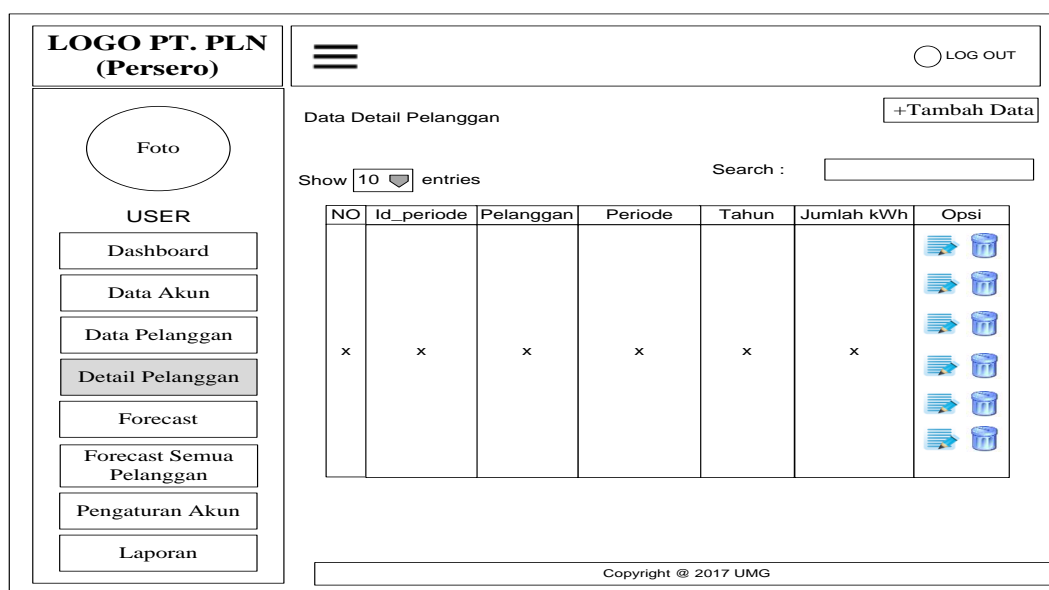 LOGO PT. PLN
(Persero)
LOG OUT
Foto
USER
Dashboard
Data Akun
Data Pelanggan
Detail Pelanggan
Forecast
Forecast Semua
Pelanggan
Pengaturan Akun
Laporan
Data Detail Pelanggan
+Tambah Data
Show 10 entries
Search :
NO Id_periode Pelanggan Periode Tahun Jumlah kWh Opsi
x x x x x x
Copyright @ 2017 UMG